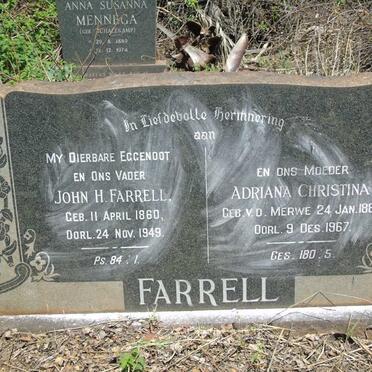 ANNA SUSANNA
MENNEGA
In Liefdevolle Herinnering
aan
MY DIERBARE EGGENOOT
EN ONS VADER
JOHN H. FARRELL.
GEB. 11 APRIL 1860.
OORL. 24 NOV. 1949.
PS. 84:1.
EN ONS MOEDER
ADRIANA CHRISTINA
GEB. V.D. MERWE 24 JAN.
OORL. 9 DES. 1967.
GES. 180:5.
FARRELL